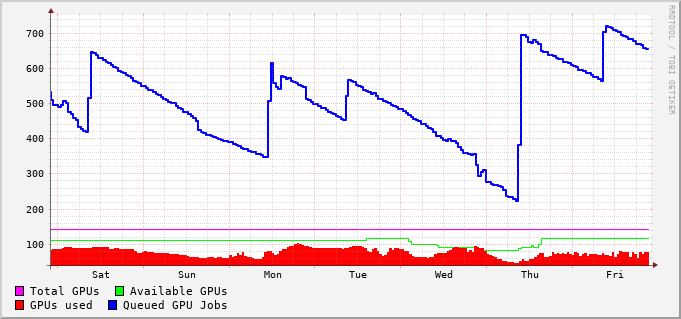 700
600
500
400
300
200
100
Sat Sun Mon Tue Wed Thu Fri
Total GPUs Available GPUs
GPUs used Queued GPU Jobs
RRDTOOL / TOBI OETIKER